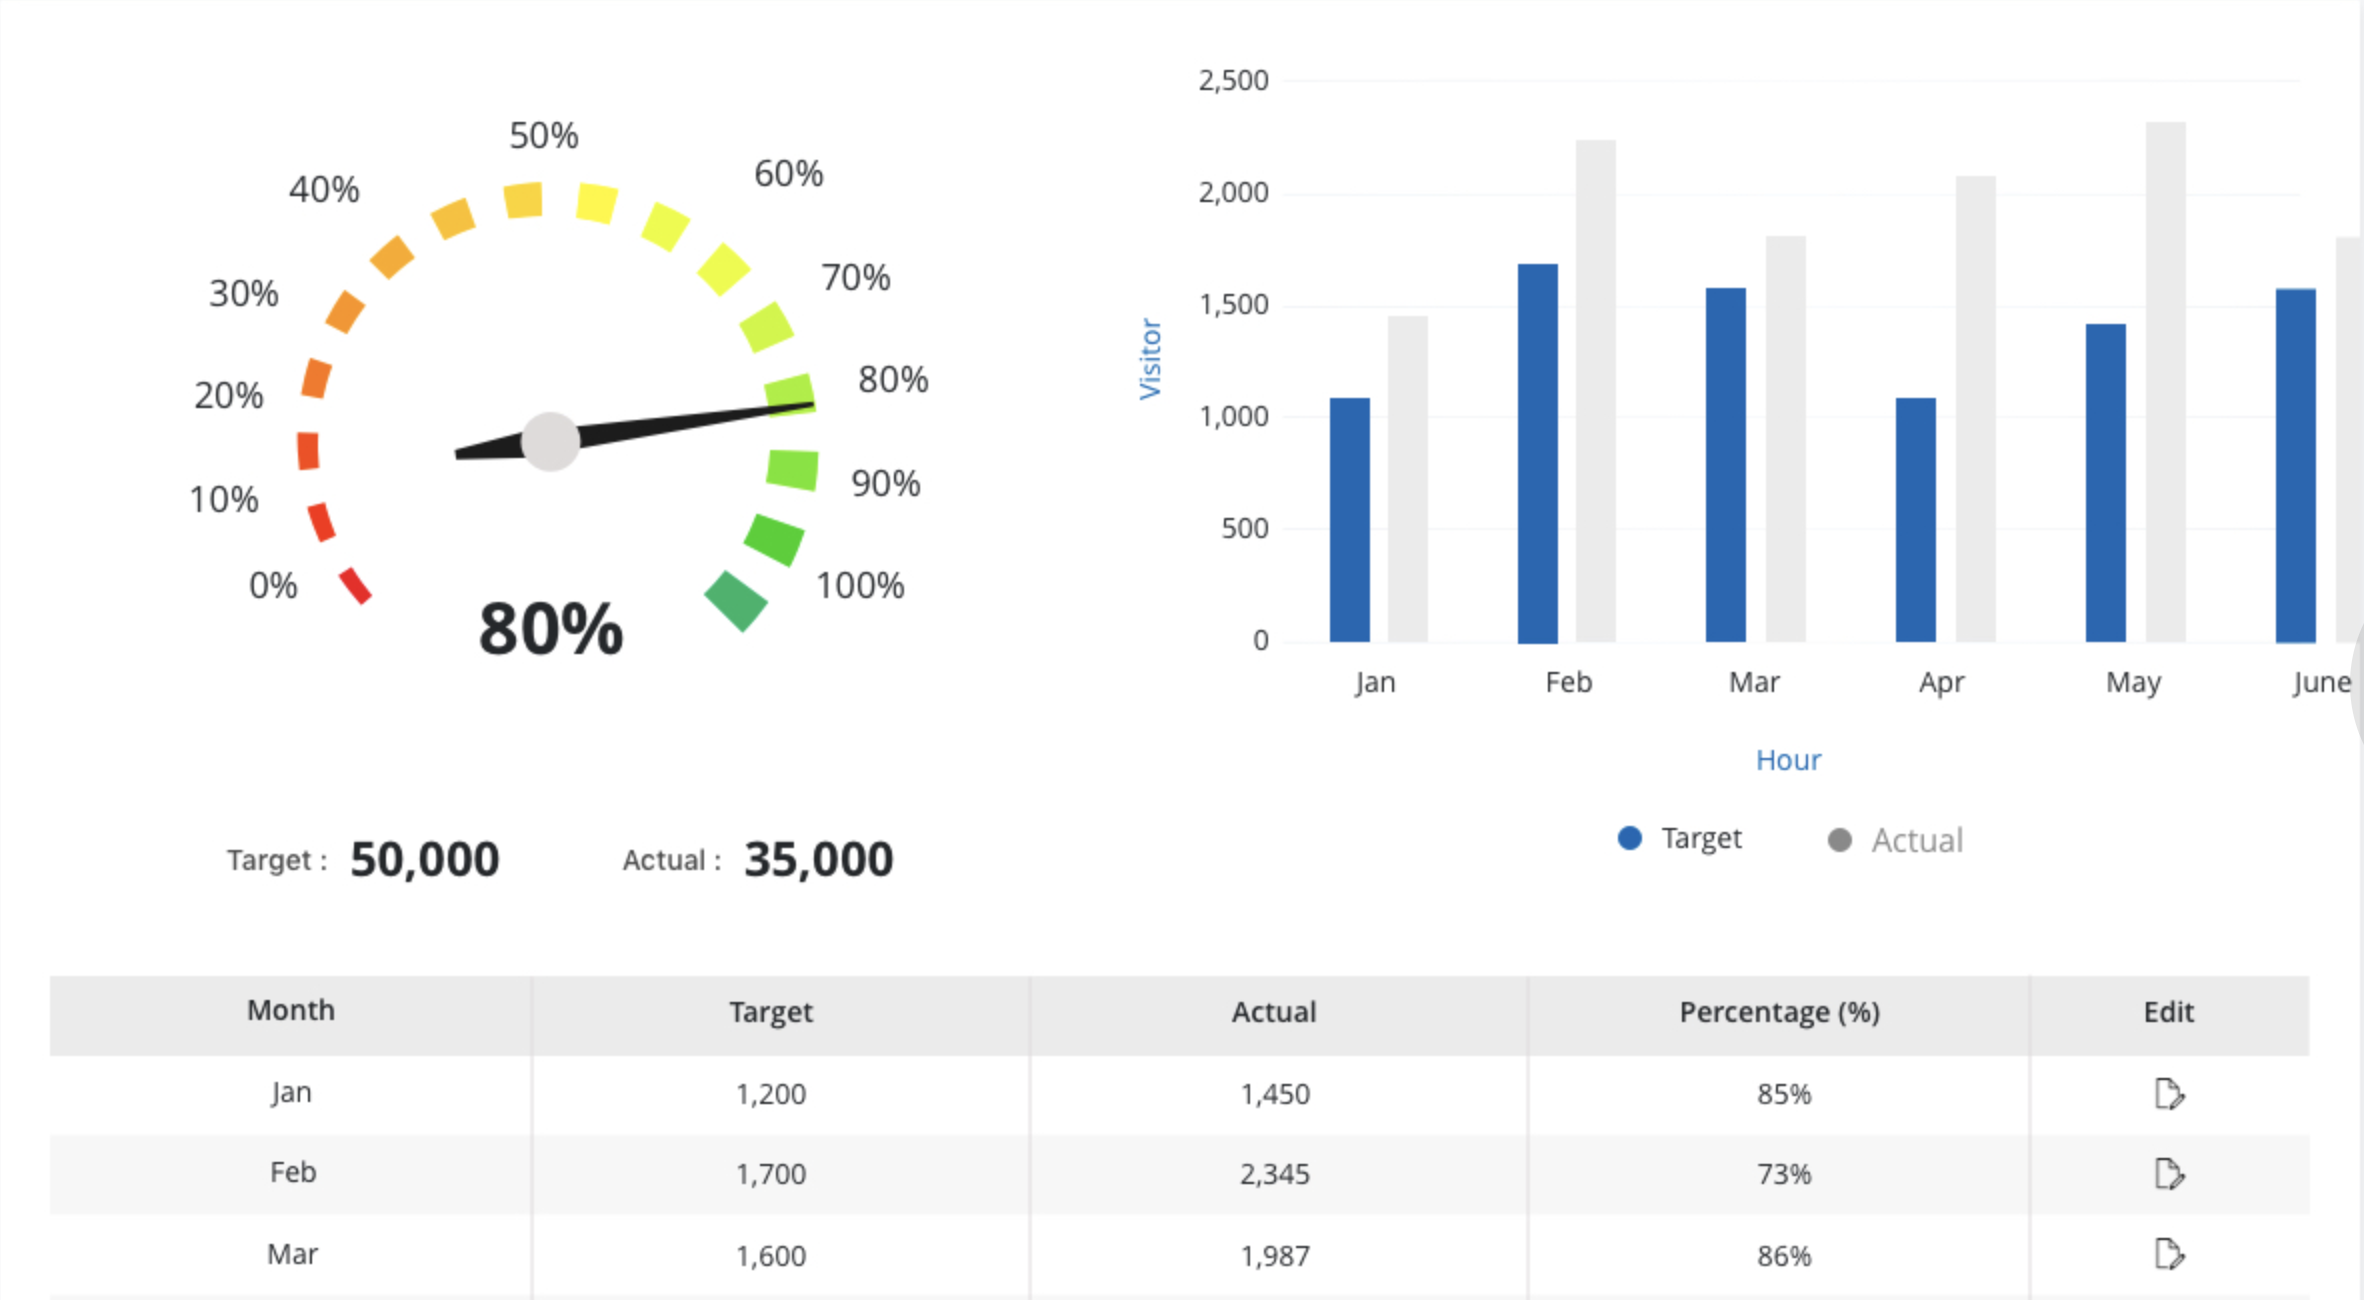 50%
40%
60%
30%
70%
20%
80%
10%
90%
0%
100%
80%
Target : 50,000 Actual : 35,000
2,500
2,000
1,500
1,000
500
0
Visitor
Jan Feb Mar Apr May June
Hour
Target Actual
Month Target Actual Percentage (%) Edit
Jan 1,200 1,450 85%
Feb 1,700 2,345 73%
Mar 1,600 1,987 86%